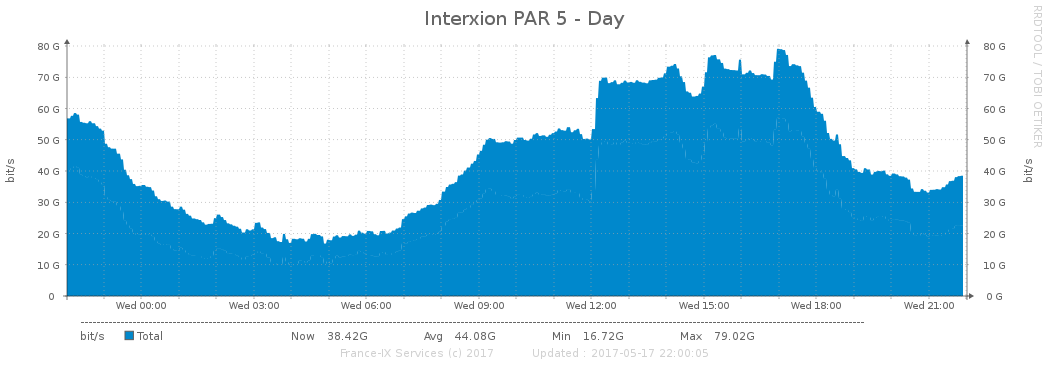 Interxion PAR 5 - Day
RRDTOOL / TOBI OETIKER
80 G 80 G
70 G 70 G
60 G 60 G
50 G 50 G
40 G 40 G
30 G 30 G
20 G 20 G
10 G 10 G
0 0 G
bit/s bit/s
Wed 00:00 Wed 03:00 Wed 06:00 Wed 09:00 Wed 12:00 Wed 15:00 Wed 18:00 Wed 21:00
bit/s Total Now 38.42G Avg 44.08G Min 16.72G Max 79.02G
France-IX Services (c) 2017 Updated : 2017-05-17 22:00:05